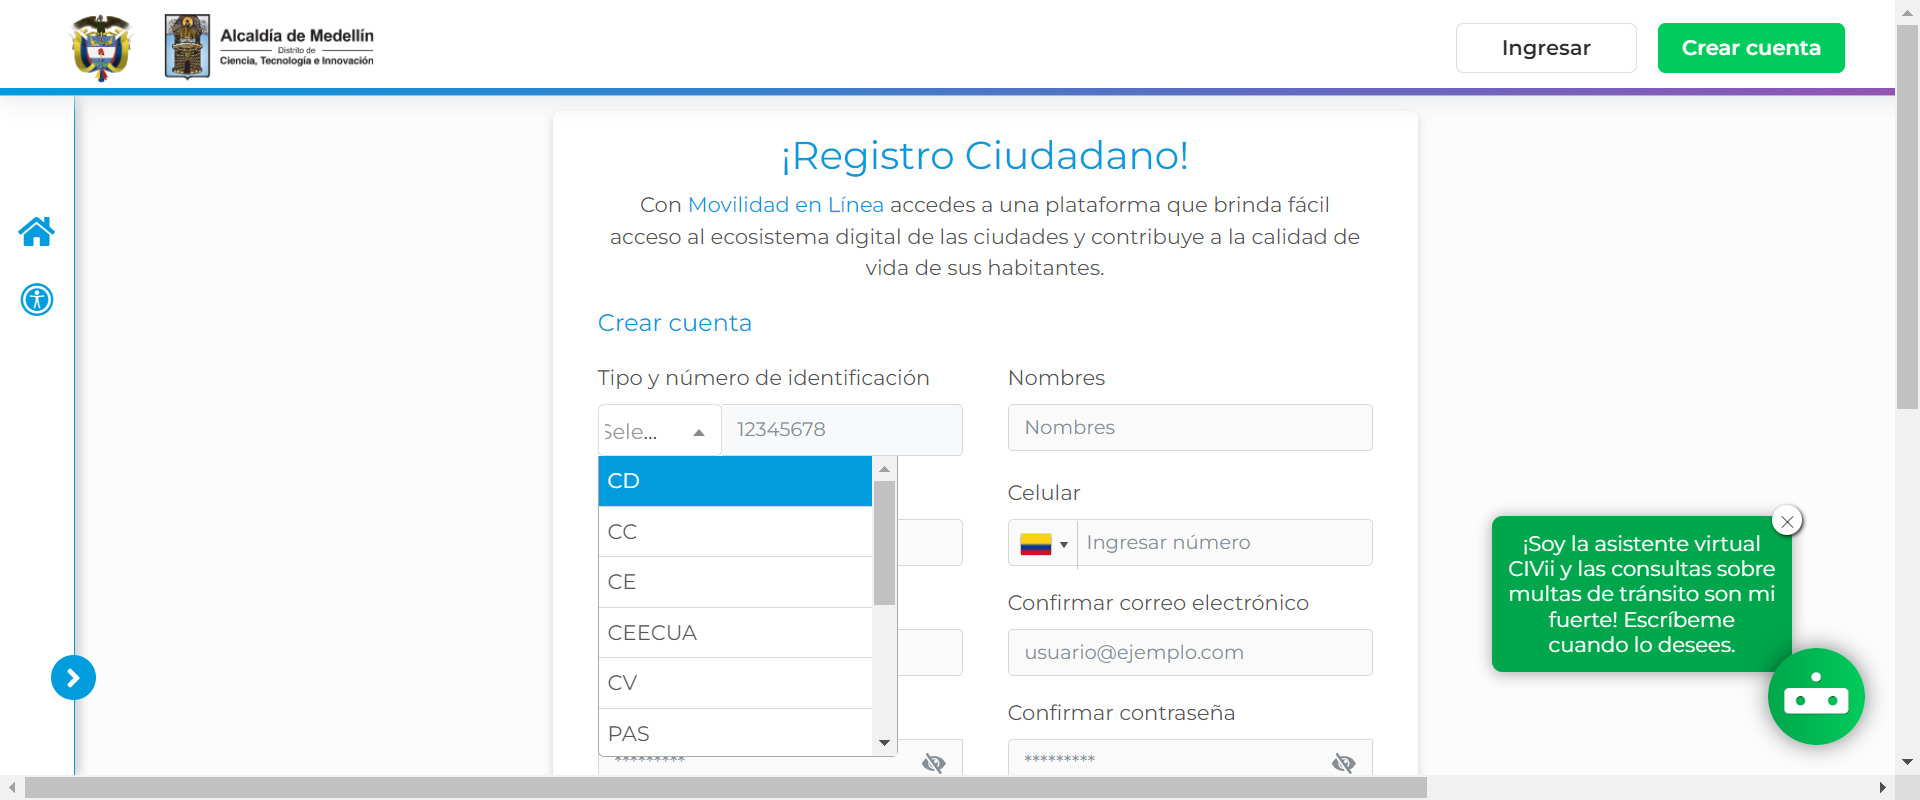 Alcaldía de Medellín
Distrito de
Ciencia, Tecnología e Innovación
Ingresar
Crear cuenta
¡Registro Ciudadano!
Con Movilidad en Línea accedes a una plataforma que brinda fácil
acceso al ecosistema digital de las ciudades y contribuye a la calidad de
vida de sus habitantes.
Crear cuenta
Tipo y número de identificación
Nombres
Sele...
12345678
Nombres
CD
CC
CE
CEECUA
CV
PAS
Celular
Ingresar número
Confirmar correo electrónico
usuario@ejemplo.com
Confirmar contraseña
*********
*********
¡Soy la asistente virtual
CIVii y las consultas sobre
multas de tránsito son mi
fuerte! Escríbeme
cuando lo desees.